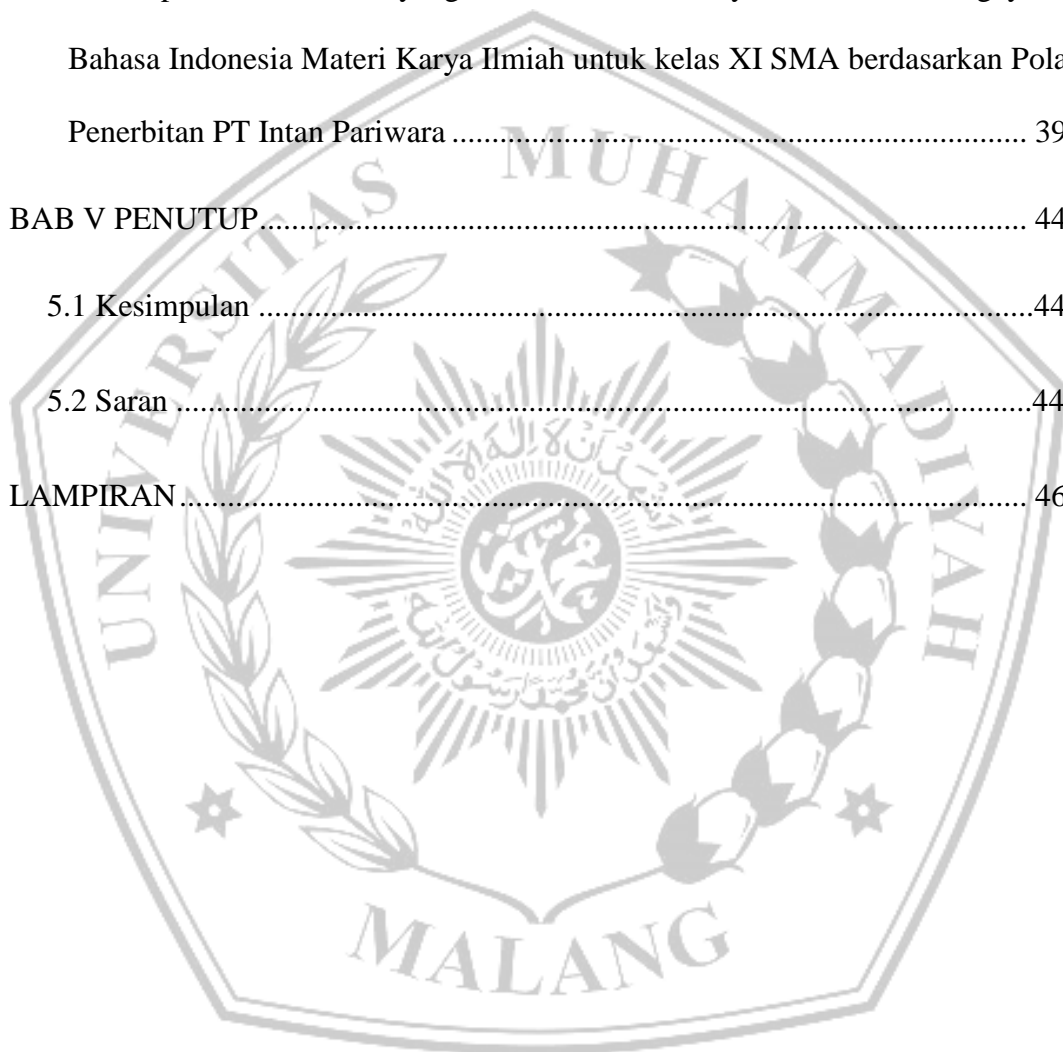 Bahasa Indonesia Materi Karya Ilmiah untuk kelas XI SMA berdasarkan Pola
Penerbitan PT Intan Pariwara ........................................................................ 39
BAB V PENUTUP................................................................................................ 44
5.1 Kesimpulan .................................................................................................44
5.2 Saran ...........................................................................................................44
LAMPIRAN.......................................................................................................... 46
UNIVERSITAS MUHAMMADIYAH
MALANG